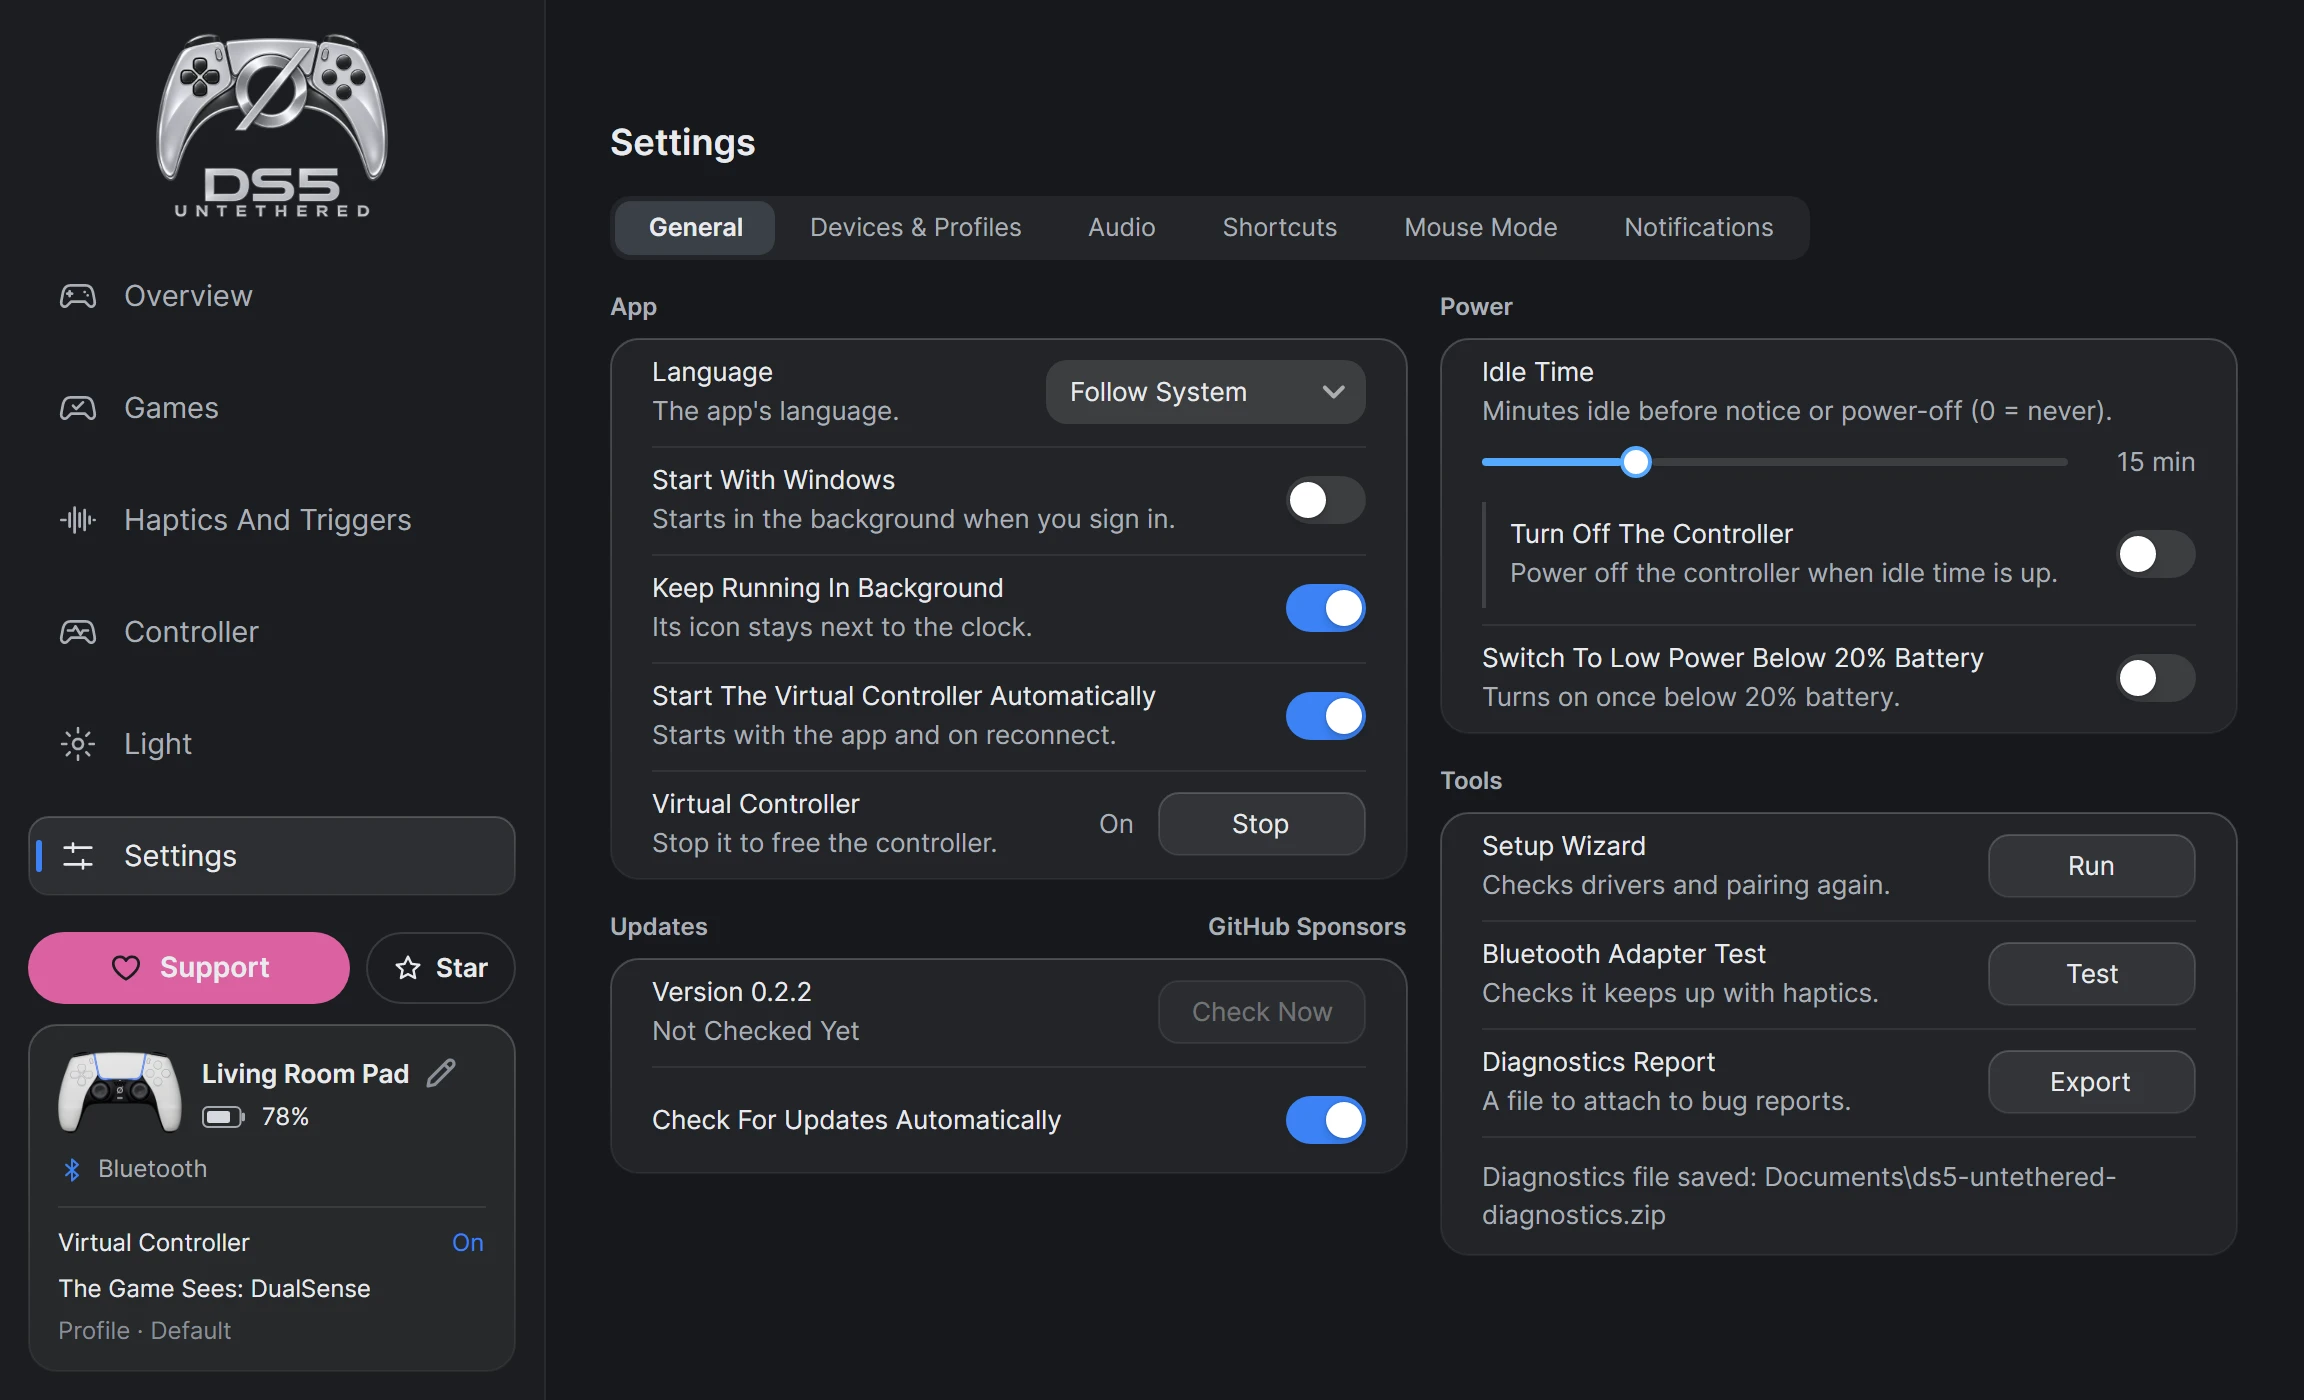 DS5
UNTETHERED
Overview
Games
Haptics And Triggers
Controller
Light
Settings
Support
Star
Living Room Pad
78%
Bluetooth
Virtual Controller
On
The Game Sees: DualSense
Profile · Default
Settings
General
Devices & Profiles
Audio
Shortcuts
Mouse Mode
Notifications
App
Language
The app's language.
Follow System
Start With Windows
Starts in the background when you sign in.
Keep Running In Background
Its icon stays next to the clock.
Start The Virtual Controller Automatically
Starts with the app and on reconnect.
Virtual Controller
Stop it to free the controller.
On
Stop
Updates
GitHub Sponsors
Version 0.2.2
Not Checked Yet
Check Now
Check For Updates Automatically
Power
Idle Time
Minutes idle before notice or power-off (0 = never).
15 min
Turn Off The Controller
Power off the controller when idle time is up.
Switch To Low Power Below 20% Battery
Turns on once below 20% battery.
Tools
Setup Wizard
Checks drivers and pairing again.
Run
Bluetooth Adapter Test
Checks it keeps up with haptics.
Test
Diagnostics Report
A file to attach to bug reports.
Export
Diagnostics file saved: Documents\ds5-untethered-
diagnostics.zip